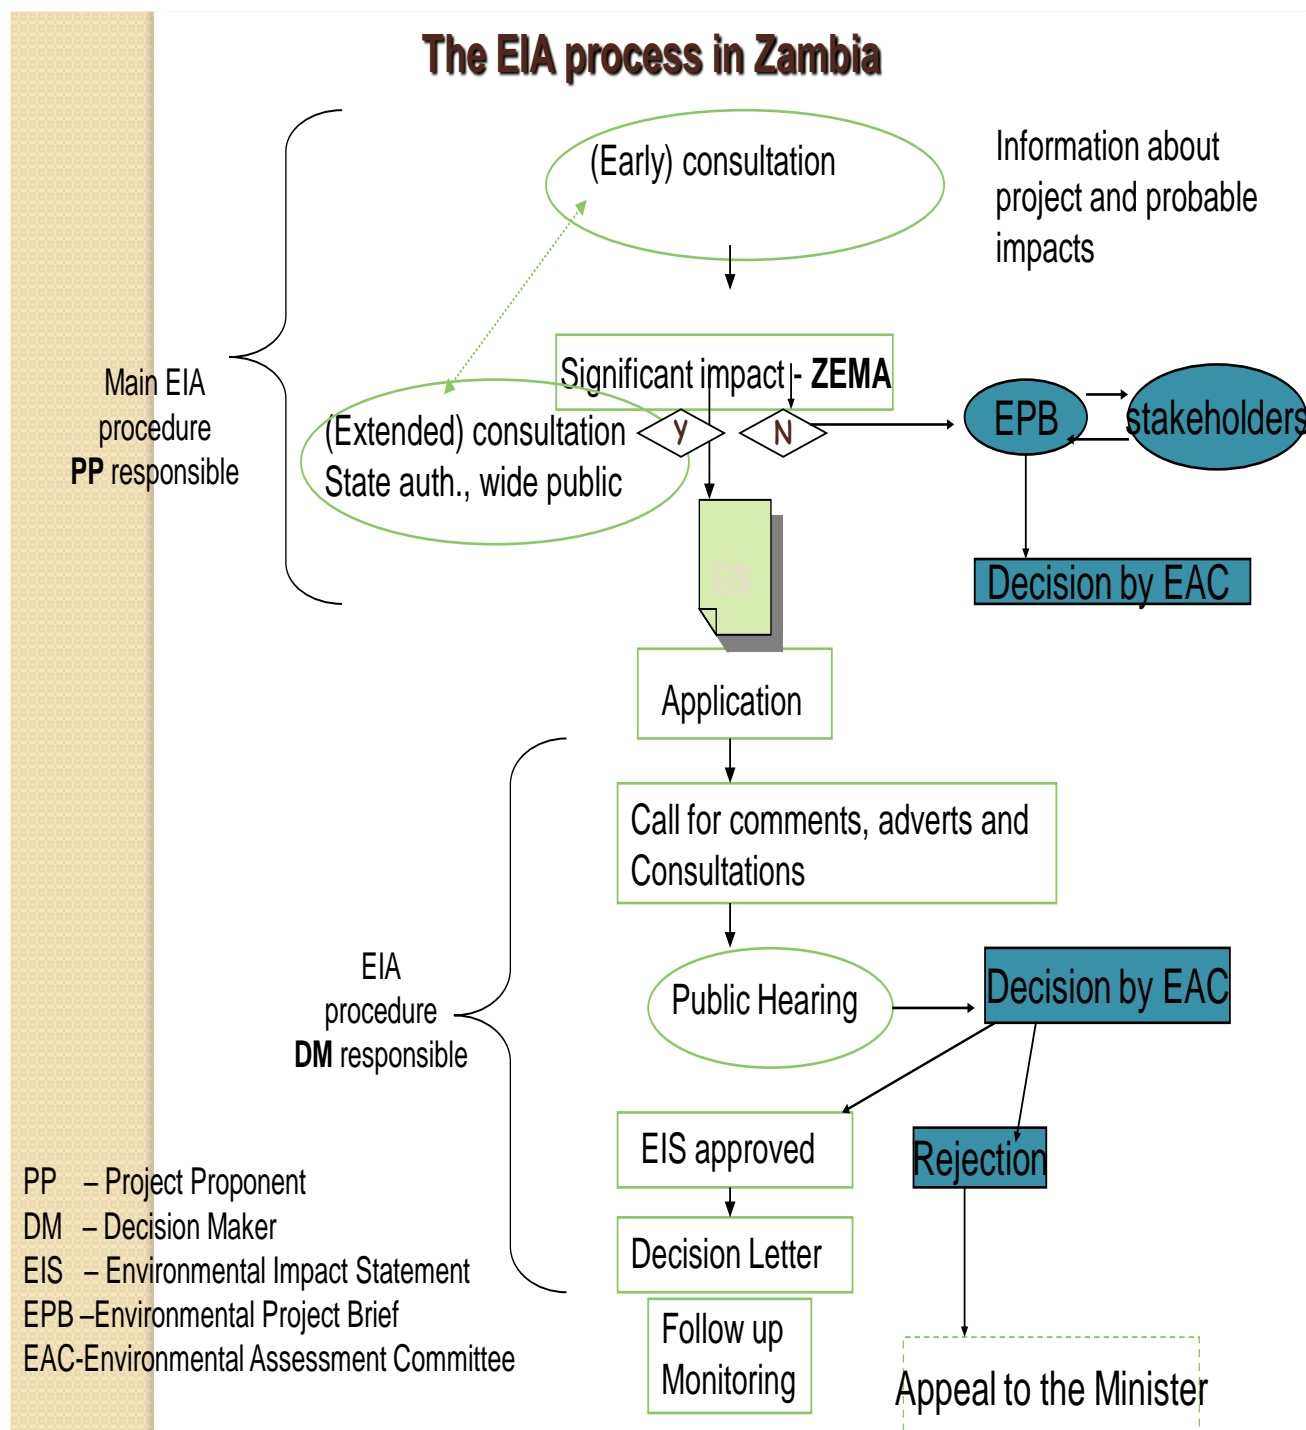 The EIA process in Zambia
(Early) consultation
Information about
project and probable
impacts
Significant impact - ZEMA
Main EIA
procedure
PP responsible
(Extended) consultation
State auth., wide public
Y
N
EPB
stakeholders
EIS
Decision by EAC
Application
Call for comments, adverts and
Consultations
EIA
procedure
DM responsible
Public Hearing
Decision by EAC
EIS approved
Rejection
Decision Letter
Follow up
Monitoring
Appeal to the Minister
PP – Project Proponent
DM – Decision Maker
EIS – Environmental Impact Statement
EPB –Environmental Project Brief
EAC-Environmental Assessment Committee